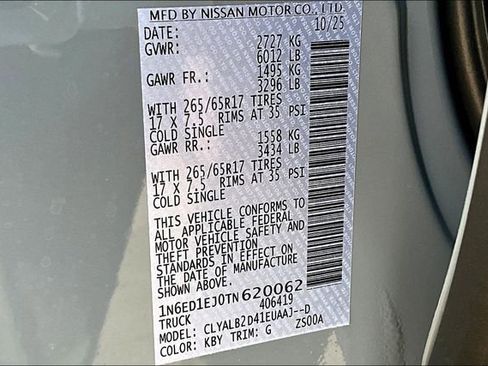 MFD BY NISSAN MOTOR CO., LTD.
DATE: 10/25
GVWR: 2727 KG
6012 LB
GAWR FR.: 1495 KG
3296 LB
WITH 265/65R17 TIRES
17 X 7.5 RIMS AT 35 PSI
COLD SINGLE
GAWR RR.: 1558 KG
3434 LB
WITH 265/65R17 TIRES
17 X 7.5 RIMS AT 35 PSI
COLD SINGLE
THIS VEHICLE CONFORMS TO
ALL APPLICABLE FEDERAL
MOTOR VEHICLE SAFETY AND
THEFT PREVENTION
STANDARDS IN EFFECT ON
THE DATE OF MANUFACTURE
SHOWN ABOVE.
1N6ED1EJ0TN620062
TRUCK 406419
MODEL: CLYALB2D41EUAAJ--D
COLOR: KBY TRIM: G ZS00A